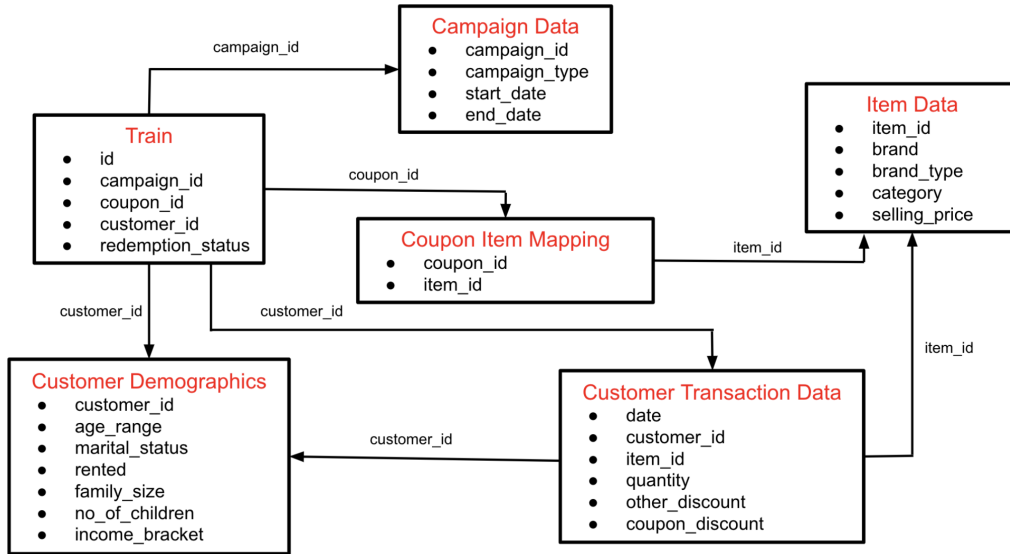 Campaign Data
● campaign_id
● campaign_type
● start_date
● end_date
campaign_id
Train
● id
● campaign_id
● coupon_id
● customer_id
● redemption_status
coupon_id
Coupon Item Mapping
● coupon_id
● item_id
item_id
Item Data
● item_id
● brand
● brand_type
● category
● selling_price
customer_id
customer_id
item_id
Customer Demographics
● customer_id
● age_range
● marital_status
● rented
● family_size
● no_of_children
● income_bracket
customer_id
Customer Transaction Data
● date
● customer_id
● item_id
● quantity
● other_discount
● coupon_discount